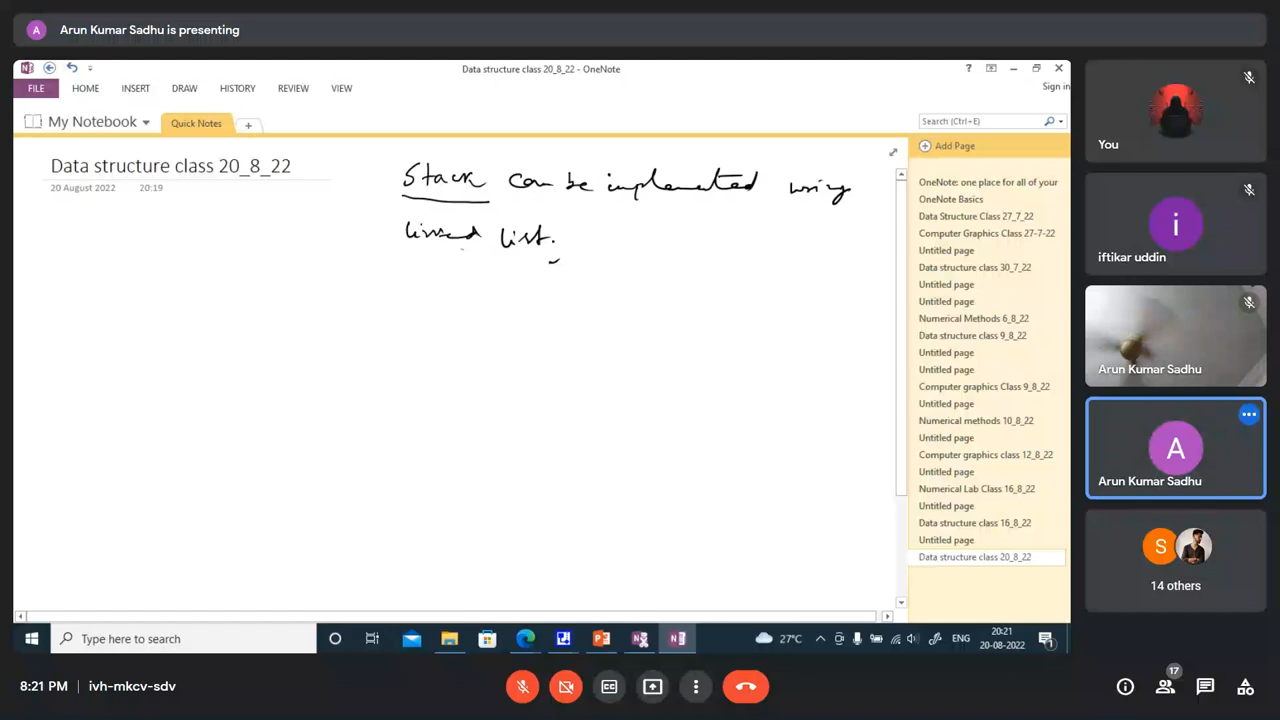 A Arun Kumar Sadhu is presenting
Data structure class 20_8_22 - OneNote
?
FILE HOME INSERT DRAW HISTORY REVIEW VIEW
Sign in
My Notebook Quick Notes +
Search (Ctrl+E)
Data structure class 20_8_22
20 August 2022 20:19
Stack can be implemented using
linked list.
Add Page
OneNote: one place for all of your
OneNote Basics
Data Structure Class 27_7_22
Computer Graphics Class 27-7-22
Untitled page
Data structure class 30_7_22
Untitled page
Untitled page
Numerical Methods 6_8_22
Data structure class 9_8_22
Untitled page
Untitled page
Computer graphics Class 9_8_22
Untitled page
Numerical methods 10_8_22
Untitled page
Computer graphics class 12_8_22
Untitled page
Numerical Lab Class 16_8_22
Untitled page
Data structure class 16_8_22
Untitled page
Data structure class 20_8_22
You
i
iftikar uddin
Arun Kumar Sadhu
A
Arun Kumar Sadhu
S
14 others
Type here to search
27°C
ENG
20:21
20-08-2022
1
8:21 PM | ivh-mkcv-sdv
17